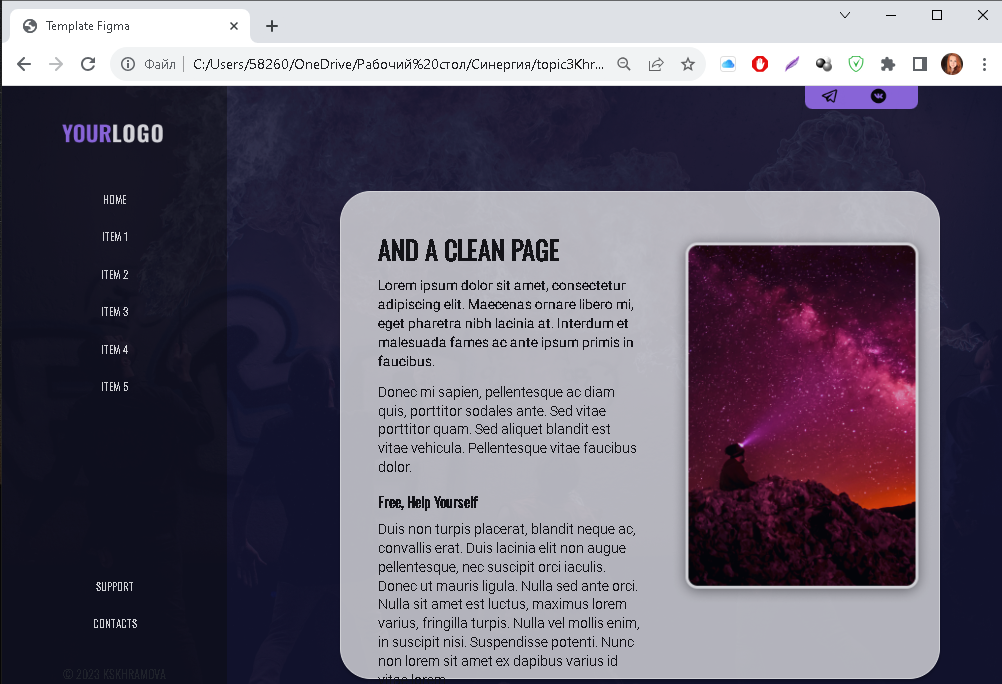 Template Figma
Файл
C:/Users/58260/OneDrive/Рабочий%20стол/Синергия/topic3Khr...
YOURLOGO
HOME
ITEM 1
ITEM 2
ITEM 3
ITEM 4
ITEM 5
SUPPORT
CONTACTS
© 2023 KSKHRAMOVA
AND A CLEAN PAGE
Lorem ipsum dolor sit amet, consectetur
adipiscing elit. Maecenas ornare libero mi,
eget pharetra nibh lacinia at. Interdum et
malesuada fames ac ante ipsum primis in
faucibus.
Donec mi sapien, pellentesque ac diam
quis, porttitor sodales ante. Sed vitae
porttitor quam. Sed aliquet blandit est
vitae vehicula. Pellentesque vitae faucibus
dolor.
Free, Help Yourself
Duis non turpis placerat, blandit neque ac,
convallis erat. Duis lacinia elit non augue
pellentesque, nec suscipit orci iaculis.
Donec ut mauris ligula. Nulla sed ante orci.
Nulla sit amet est luctus, maximus lorem
varius, fringilla turpis. Nulla vel mollis enim,
in suscipit nisi. Suspendisse potenti. Nunc
non lorem sit amet ex dapibus varius id
vitae lorem.